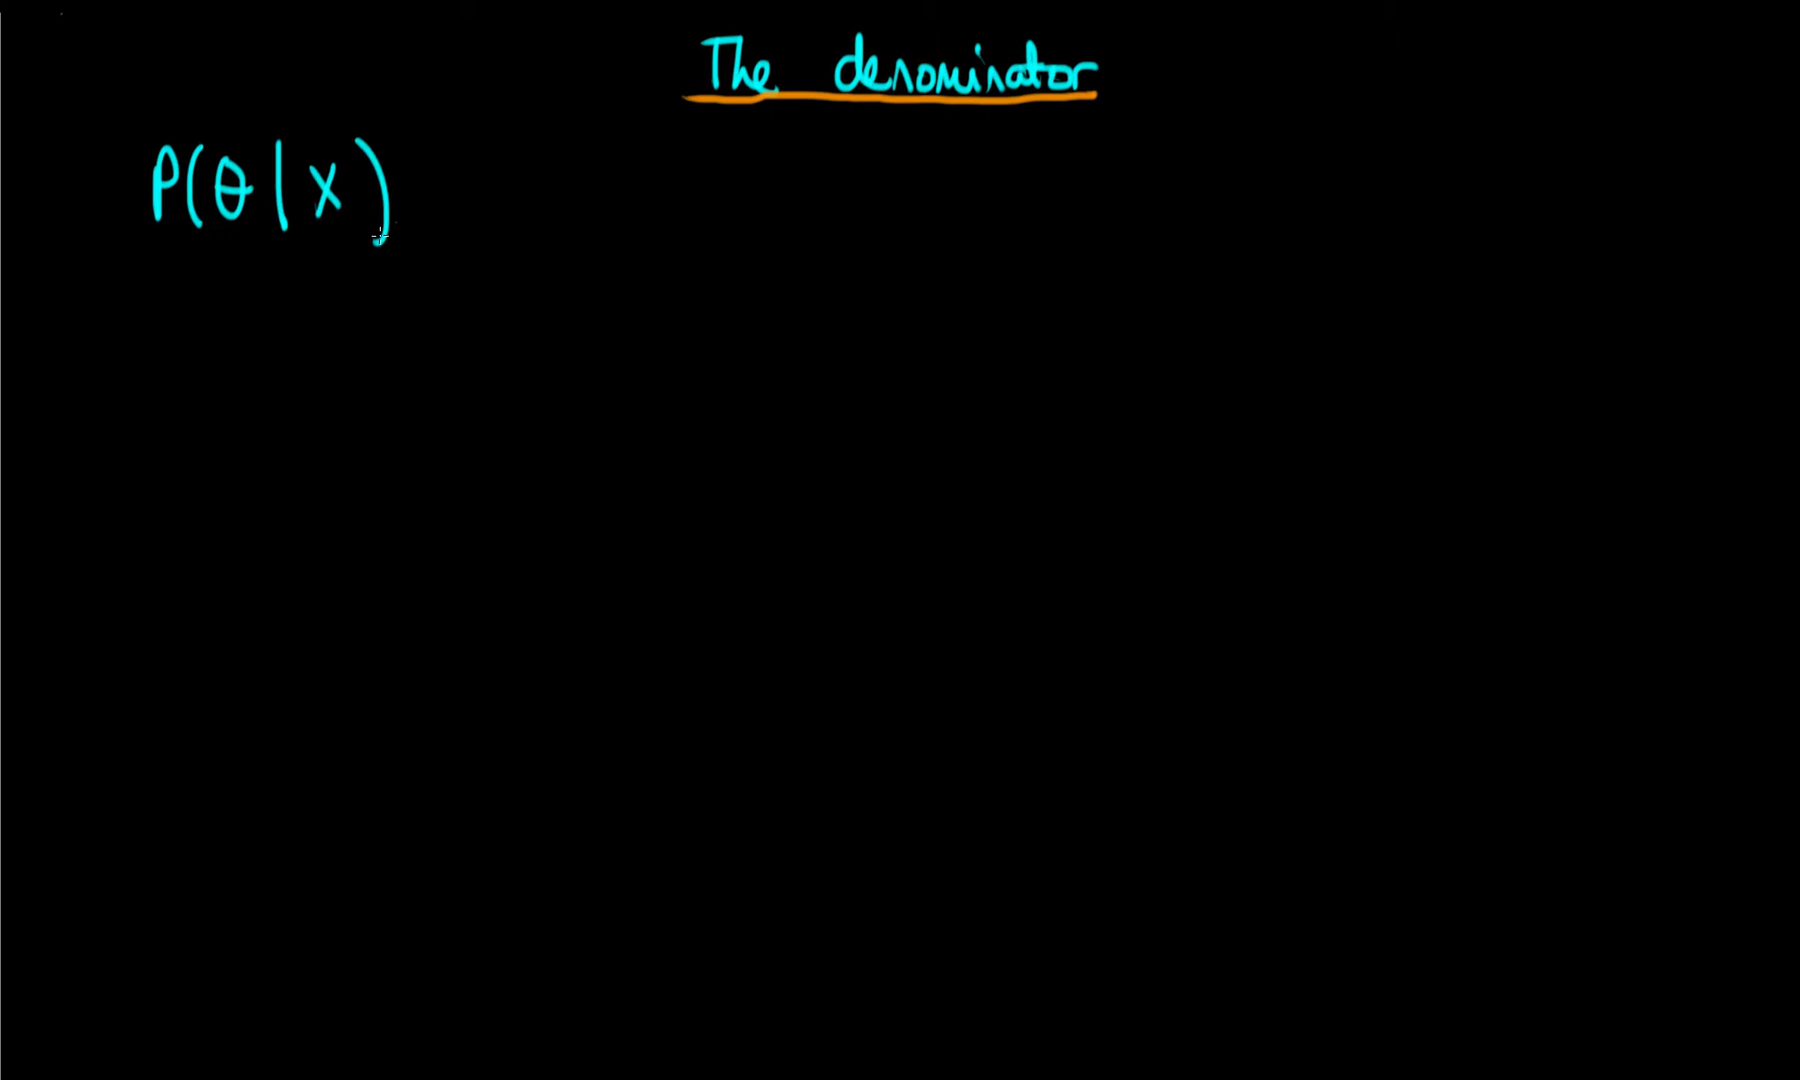 The denominator
P(θ|x)